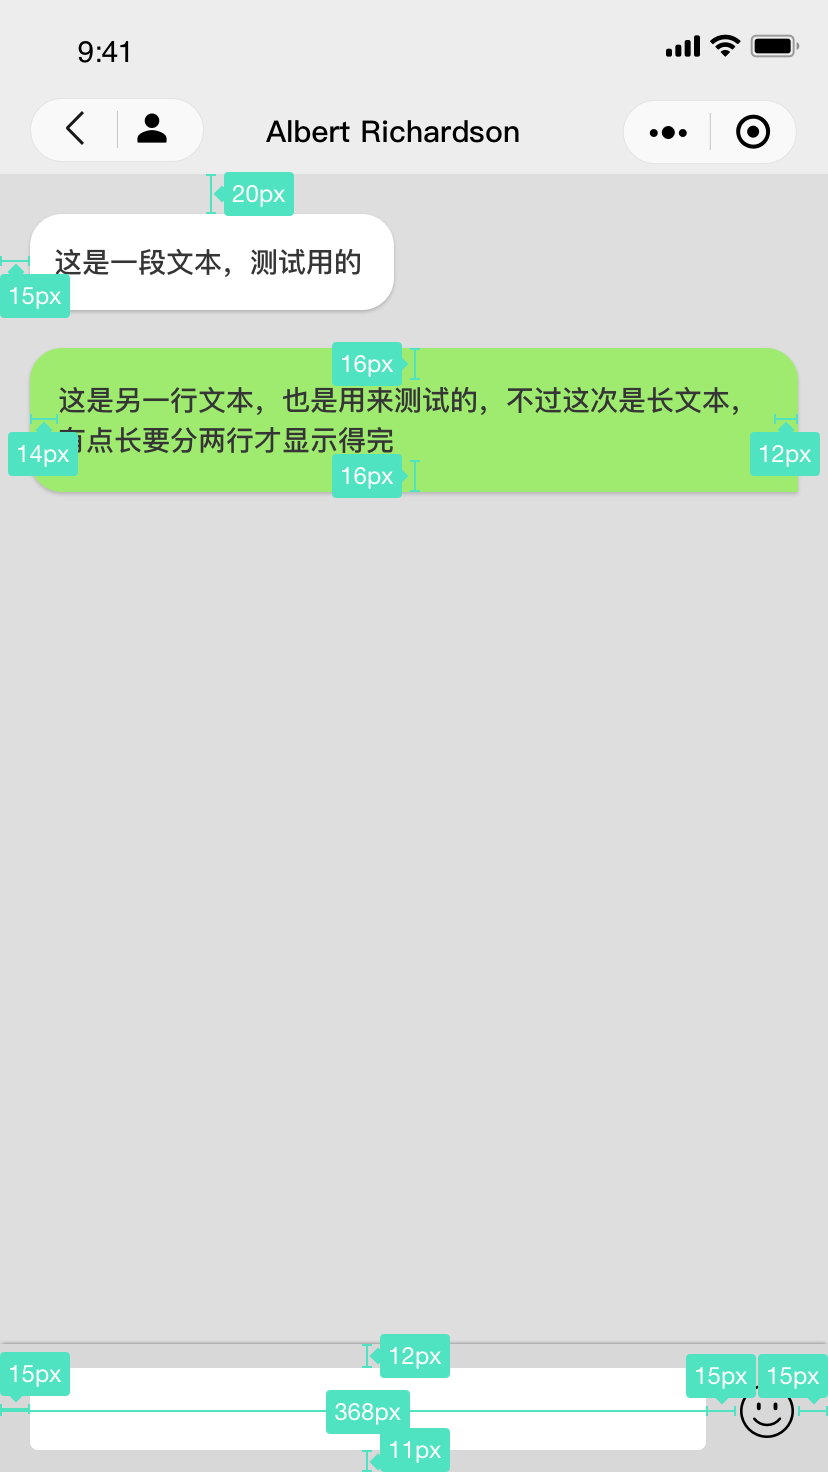 9:41
Albert Richardson
20px
这是一段文本，测试用的
15px
16px
这是另一行文本，也是用来测试的，不过这次是长文本，
有点长要分两行才显示得完
14px
12px
16px
12px
15px
15px
15px
368px
11px